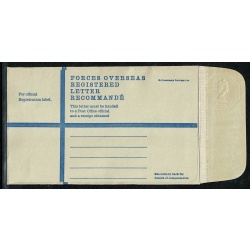 FORCES OVERSEAS
REGISTERED
LETTER
RECOMMANDÉ
For official
Registration label.
This letter must be handed
to a Post Office official
and a receipt obtained